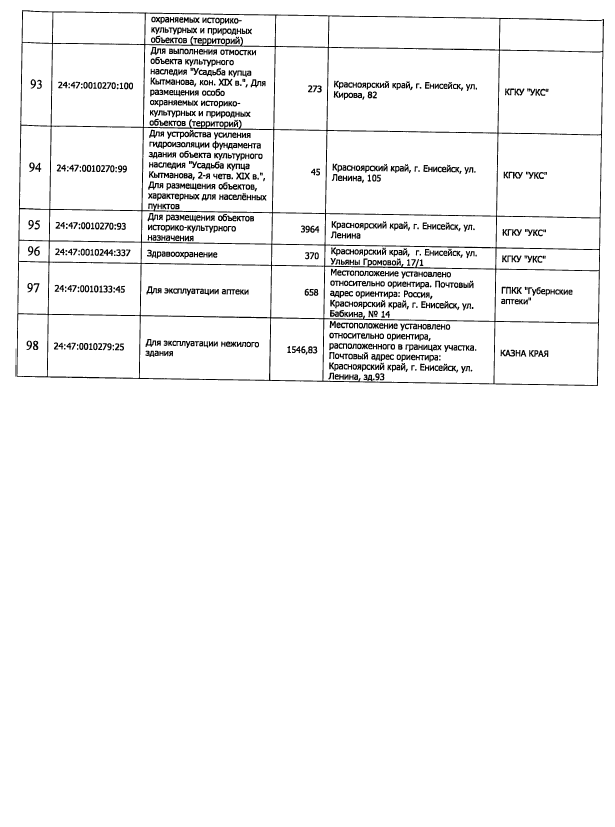 охраняемых историко-
культурных и природных
объектов (территорий)
93
24:47:0010270:100
Для выполнения отмостки
объекта культурного
наследия "Усадьба купца
Кытманова, кон. XIX в.", Для
размещения особо
охраняемых историко-
культурных и природных
объектов (территорий)
273
Красноярский край, г. Енисейск, ул.
Кирова, 82
КГКУ "УКС"
94
24:47:0010270:99
Для устройства усиления
гидроизоляции фундамента
здания объекта культурного
наследия "Усадьба купца
Кытманова, 2-я четв. XIX в.",
Для размещения объектов,
характерных для населённых
пунктов
45
Красноярский край, г. Енисейск, ул.
Ленина, 105
КГКУ "УКС"
95
24:47:0010270:93
Для размещения объектов
историко-культурного
назначения
3964
Красноярский край, г. Енисейск, ул.
Ленина
КГКУ "УКС"
96
24:47:0010244:337
Здравоохранение
370
Красноярский край, г. Енисейск, ул.
Ульяны Громовой, 17/1
КГКУ "УКС"
97
24:47:0010133:45
Для эксплуатации аптеки
658
Местоположение установлено
относительно ориентира. Почтовый
адрес ориентира: Россия,
Красноярский край, г. Енисейск, ул.
Бабкина, № 14
ГПКК "Губернские
аптеки"
98
24:47:0010279:25
Для эксплуатации нежилого
здания
1546,83
Местоположение установлено
относительно ориентира,
расположенного в границах участка.
Почтовый адрес ориентира:
Красноярский край, г. Енисейск, ул.
Ленина, зд.93
КАЗНА КРАЯ